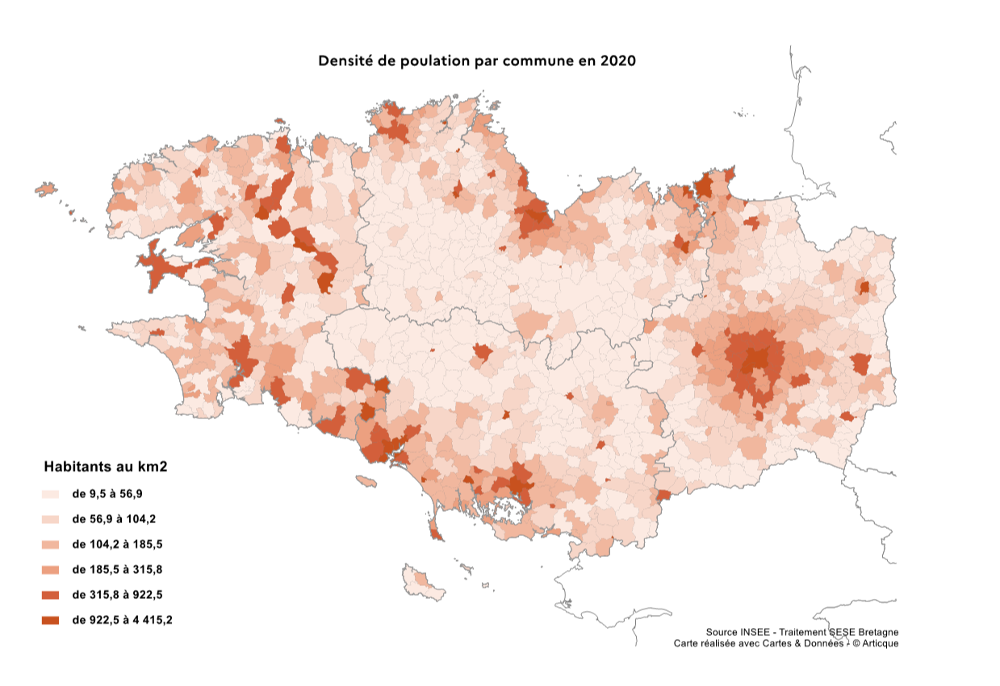 Densité de poulation par commune en 2020
Habitants au km2
de 9,5 à 56,9
de 56,9 à 104,2
de 104,2 à 185,5
de 185,5 à 315,8
de 315,8 à 922,5
de 922,5 à 4 415,2
Source INSEE - Traitement SESE Bretagne
Carte réalisée avec Cartes & Données - © Articque